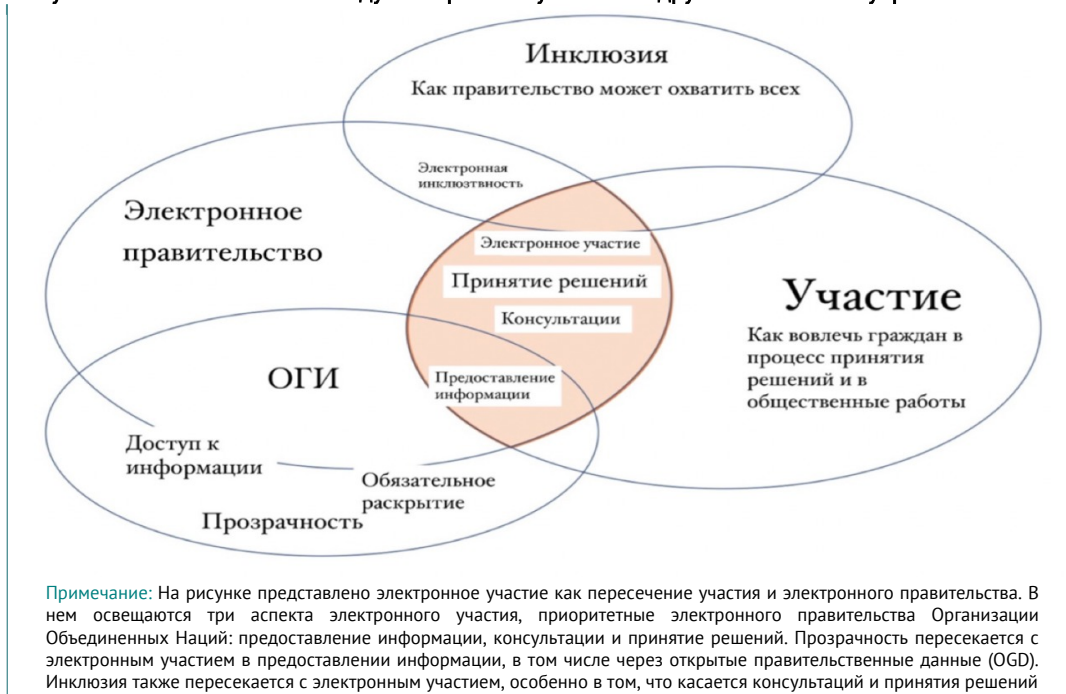 Инклюзия
Как правительство может охватить всех
Электронная
инклюзтвность
Электронное
правительство
Электронное участие
Принятие решений
Консультации
Предоставление
информации
Участие
Как вовлечь граждан в
процесс принятия
решений и в
общественные работы
ОГИ
Доступ к
информации
Обязательное
раскрытие
Прозрачность
Примечание: На рисунке представлено электронное участие как пересечение участия и электронного правительства. В
нем освещаются три аспекта электронного участия, приоритетные электронного правительства Организации
Объединенных Наций: предоставление информации, консультации и принятие решений. Прозрачность пересекается с
электронным участием в предоставлении информации, в том числе через открытые правительственные данные (OGD).
Инклюзия также пересекается с электронным участием, особенно в том, что касается консультаций и принятия решений